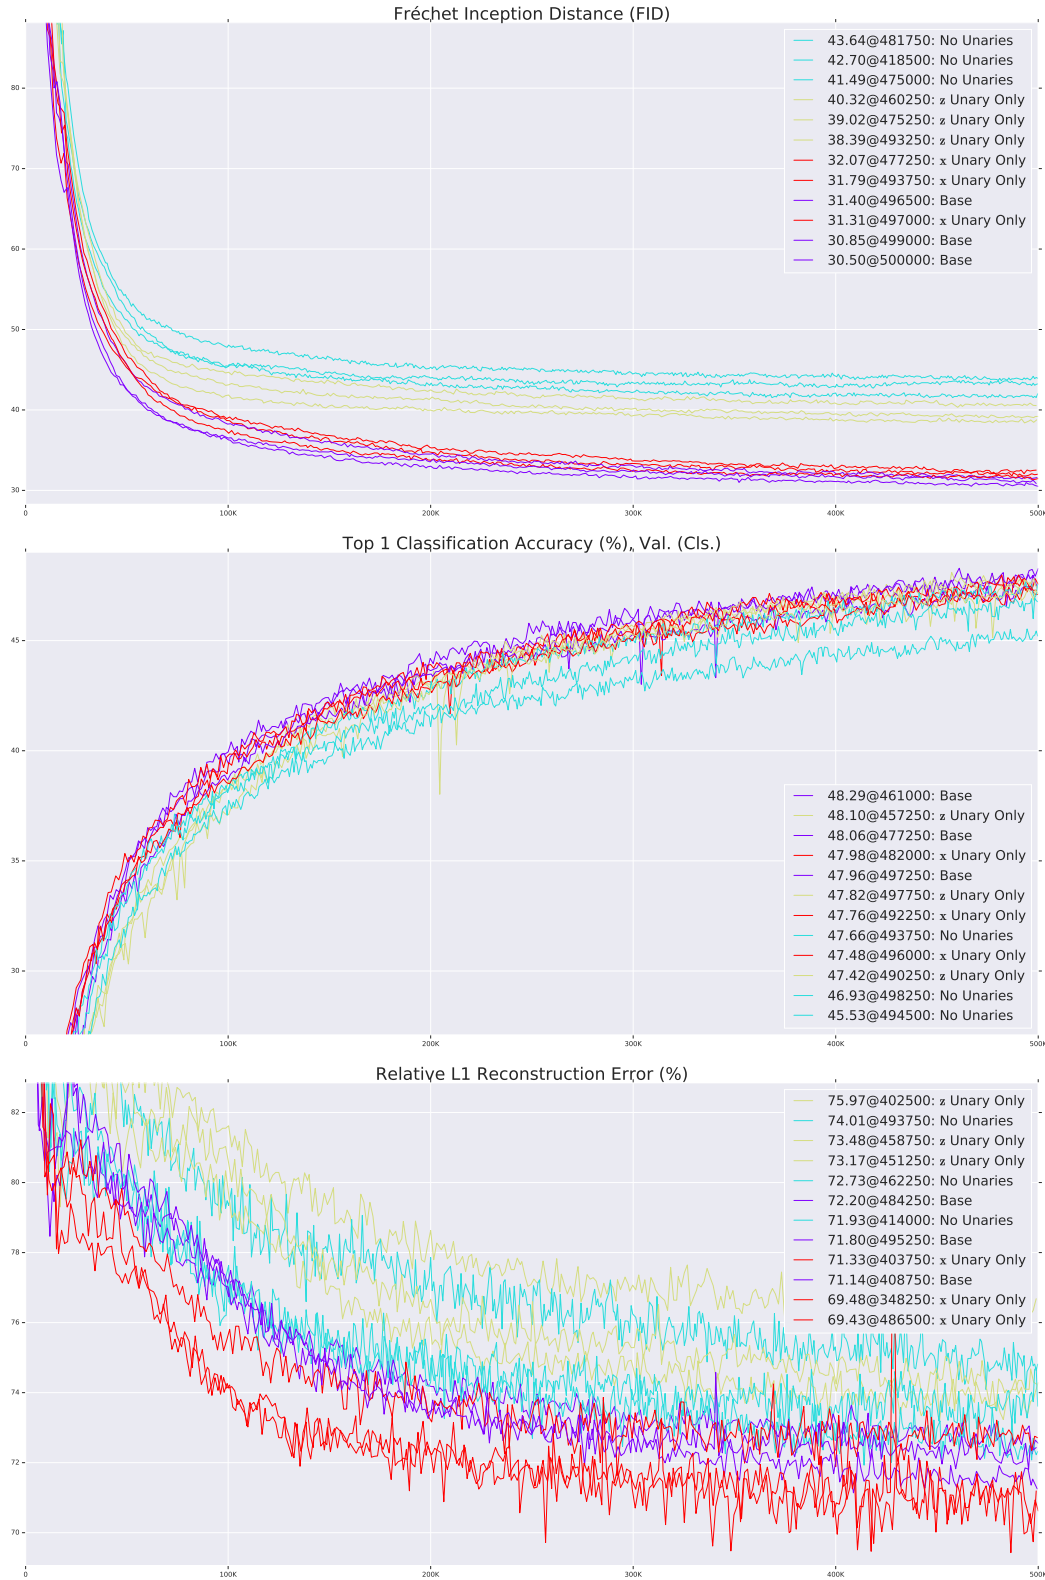 Fréchet Inception Distance (FID)
43.64@481750: No Unaries
42.70@418500: No Unaries
41.49@475000: No Unaries
40.32@460250: z Unary Only
39.02@475250: z Unary Only
38.39@493250: z Unary Only
32.07@477250: x Unary Only
31.79@493750: x Unary Only
31.40@496500: Base
31.31@497000: x Unary Only
30.85@499000: Base
30.50@500000: Base
80
70
60
50
40
30
0 100K 200K 300K 400K 500K
Top 1 Classification Accuracy (%), Val. (Cls.)
45
40
35
30
48.29@461000: Base
48.10@457250: z Unary Only
48.06@477250: Base
47.98@482000: x Unary Only
47.96@497250: Base
47.82@497750: z Unary Only
47.76@492250: x Unary Only
47.66@493750: No Unaries
47.48@496000: x Unary Only
47.42@490250: z Unary Only
46.93@498250: No Unaries
45.53@494500: No Unaries
0 100K 200K 300K 400K 500K
Relative L1 Reconstruction Error (%)
75.97@402500: z Unary Only
74.01@493750: No Unaries
73.48@458750: z Unary Only
73.17@451250: z Unary Only
72.73@462250: No Unaries
72.20@484250: Base
71.93@414000: No Unaries
71.80@495250: Base
71.33@403750: x Unary Only
71.14@408750: Base
69.48@348250: x Unary Only
69.43@486500: x Unary Only
82
80
78
76
74
72
70
0 100K 200K 300K 400K 500K